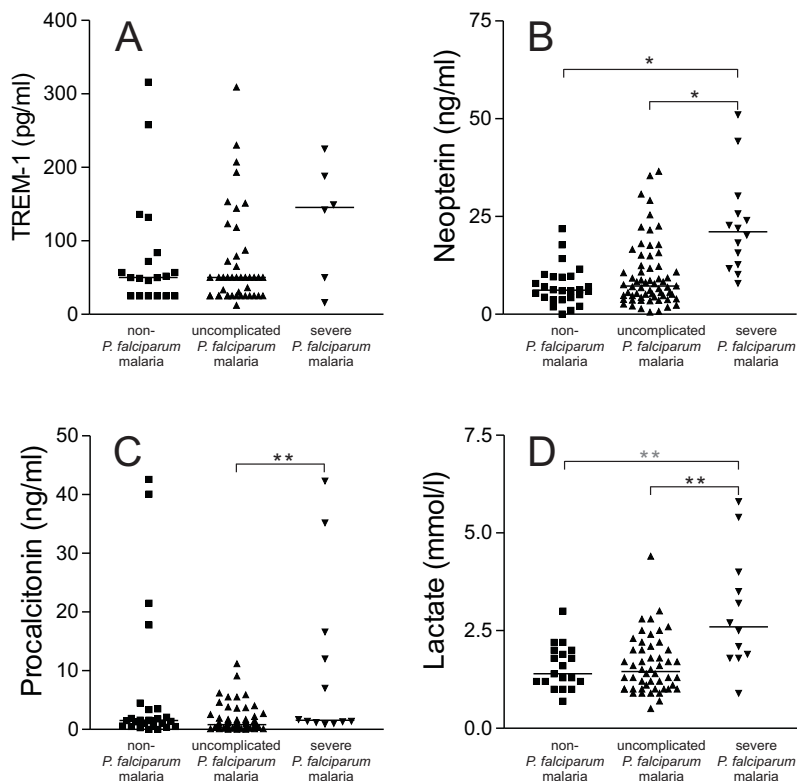 A
TREM-1 (pg/ml)
400
300
200
100
0
non-
P. falciparum
malaria
uncomplicated
P. falciparum
malaria
severe
P. falciparum
malaria
B
Neopterin (ng/ml)
75
50
25
0
*
*
non-
P. falciparum
malaria
uncomplicated
P. falciparum
malaria
severe
P. falciparum
malaria
C
Procalcitonin (ng/ml)
50
40
30
20
10
0
**
non-
P. falciparum
malaria
uncomplicated
P. falciparum
malaria
severe
P. falciparum
malaria
D
Lactate (mmol/l)
7.5
5.0
2.5
0.0
**
**
non-
P. falciparum
malaria
uncomplicated
P. falciparum
malaria
severe
P. falciparum
malaria